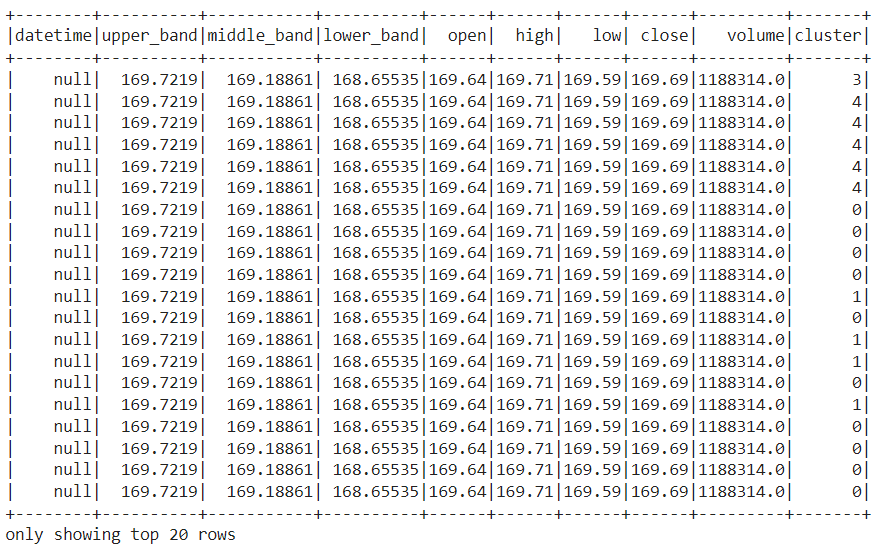 +--------+----------+-----------+----------+------+------+------+------+---------+-------+
|datetime|upper_band|middle_band|lower_band|  open|  high|   low| close|   volume|cluster|
+--------+----------+-----------+----------+------+------+------+------+---------+-------+
|    null|  169.7219|  169.18861| 168.65535|169.64|169.71|169.59|169.69|1188314.0|      3|
|    null|  169.7219|  169.18861| 168.65535|169.64|169.71|169.59|169.69|1188314.0|      4|
|    null|  169.7219|  169.18861| 168.65535|169.64|169.71|169.59|169.69|1188314.0|      4|
|    null|  169.7219|  169.18861| 168.65535|169.64|169.71|169.59|169.69|1188314.0|      4|
|    null|  169.7219|  169.18861| 168.65535|169.64|169.71|169.59|169.69|1188314.0|      4|
|    null|  169.7219|  169.18861| 168.65535|169.64|169.71|169.59|169.69|1188314.0|      4|
|    null|  169.7219|  169.18861| 168.65535|169.64|169.71|169.59|169.69|1188314.0|      0|
|    null|  169.7219|  169.18861| 168.65535|169.64|169.71|169.59|169.69|1188314.0|      0|
|    null|  169.7219|  169.18861| 168.65535|169.64|169.71|169.59|169.69|1188314.0|      0|
|    null|  169.7219|  169.18861| 168.65535|169.64|169.71|169.59|169.69|1188314.0|      0|
|    null|  169.7219|  169.18861| 168.65535|169.64|169.71|169.59|169.69|1188314.0|      1|
|    null|  169.7219|  169.18861| 168.65535|169.64|169.71|169.59|169.69|1188314.0|      0|
|    null|  169.7219|  169.18861| 168.65535|169.64|169.71|169.59|169.69|1188314.0|      1|
|    null|  169.7219|  169.18861| 168.65535|169.64|169.71|169.59|169.69|1188314.0|      1|
|    null|  169.7219|  169.18861| 168.65535|169.64|169.71|169.59|169.69|1188314.0|      0|
|    null|  169.7219|  169.18861| 168.65535|169.64|169.71|169.59|169.69|1188314.0|      1|
|    null|  169.7219|  169.18861| 168.65535|169.64|169.71|169.59|169.69|1188314.0|      0|
|    null|  169.7219|  169.18861| 168.65535|169.64|169.71|169.59|169.69|1188314.0|      0|
|    null|  169.7219|  169.18861| 168.65535|169.64|169.71|169.59|169.69|1188314.0|      0|
|    null|  169.7219|  169.18861| 168.65535|169.64|169.71|169.59|169.69|1188314.0|      0|
+--------+----------+-----------+----------+------+------+------+------+---------+-------+
only showing top 20 rows